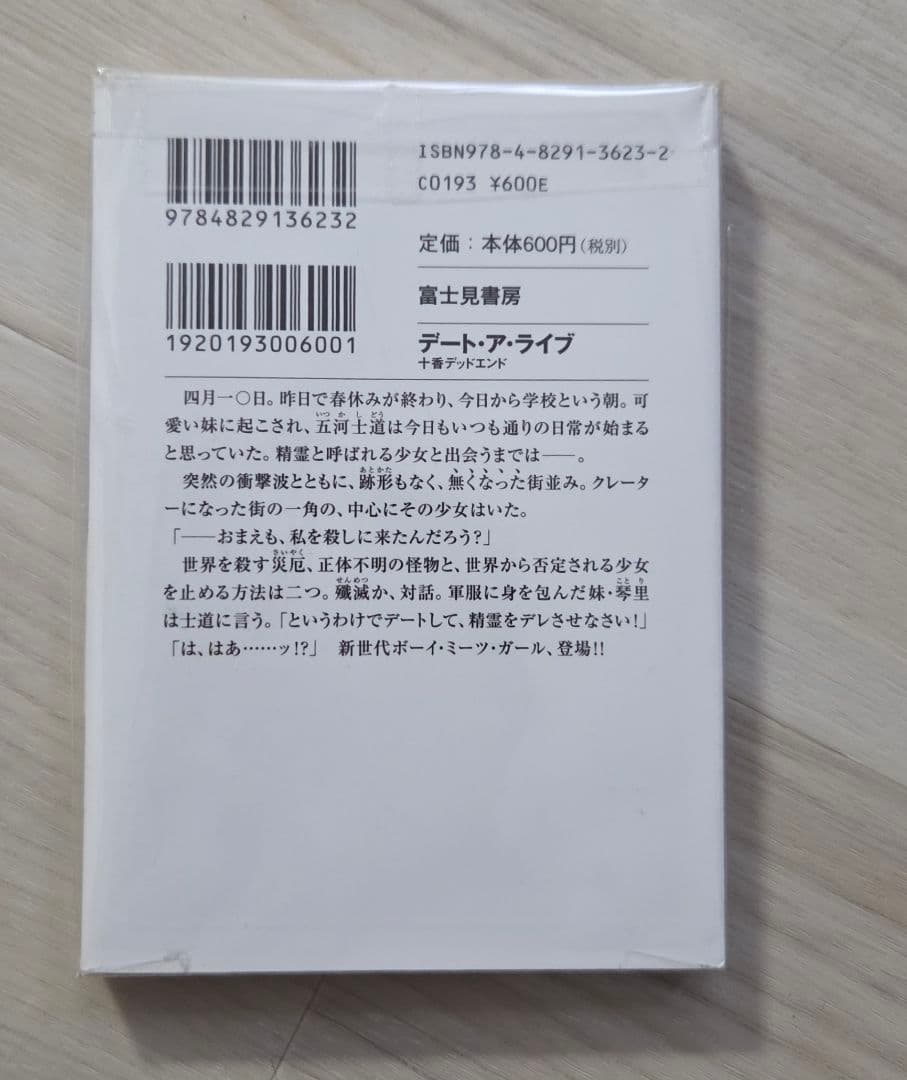 ISBN978-4-8291-3623-2
C0193 ¥600E
9784829136232
定価：本体600円（税別）
富士見書房
1920193006001
デート・ア・ライブ
十香デッドエンド
四月一〇日。昨日で春休みが終わり、今日から学校という朝。可
愛い妹に起こされ、五河士道は今日もいつも通りの日常が始まる
と思っていた。精霊と呼ばれる少女と出会うまでは――。
突然の衝撃波とともに、跡形もなく、無くなった街並み。クレータ
ーになった街の一角の、中心にその少女はいた。
「――おまえも、私を殺しに来たんだろう?」
世界を殺す災厄、正体不明の怪物と、世界から否定される少女
を止める方法は二つ。殲滅か、対話。軍服に身を包んだ妹・琴里
は士道に言う。「というわけでデートして、精霊をデレさせなさい!」
「は、はあ……ッ!?」　新世代ボーイ・ミーツ・ガール、登場!!